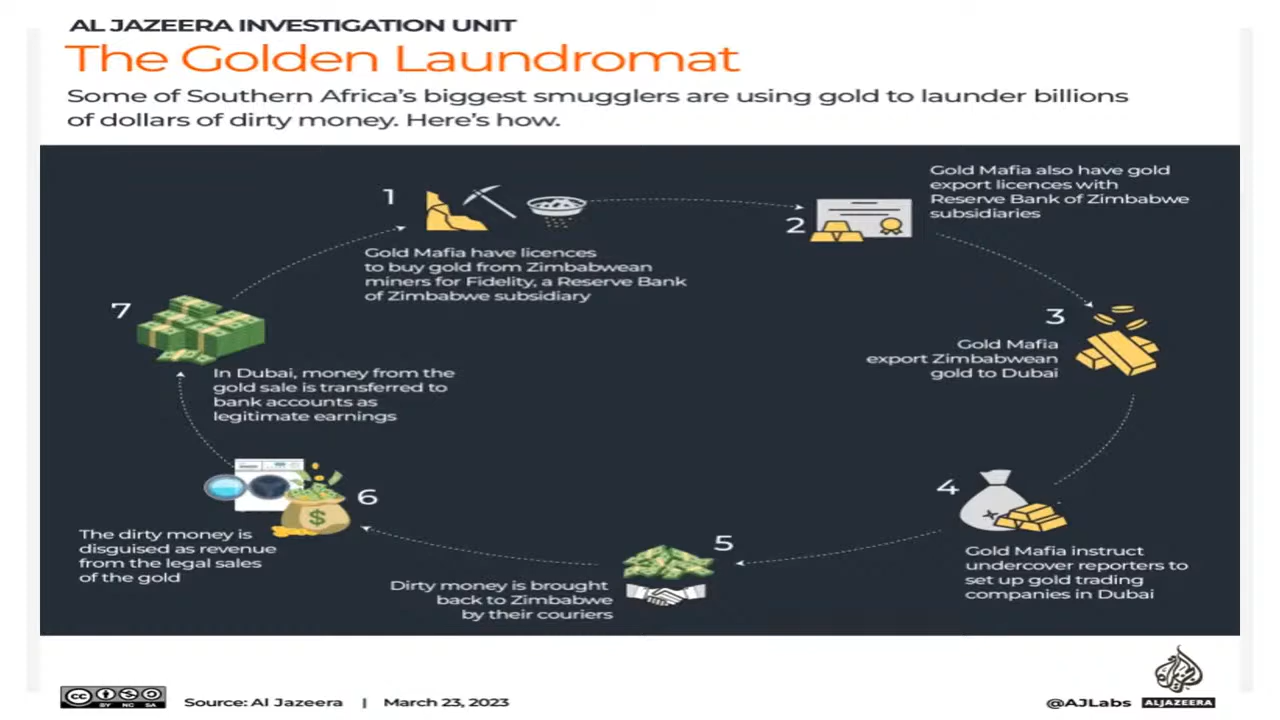 AL JAZEERA INVESTIGATION UNIT
The Golden Laundromat
Some of Southern Africa's biggest smugglers are using gold to launder billions
of dollars of dirty money. Here's how.
1
Gold Mafia have licences
to buy gold from Zimbabwean
miners for Fidelity, a Reserve Bank
of Zimbabwe subsidiary
2
Gold Mafia also have gold
export licences with
Reserve Bank of Zimbabwe
subsidiaries
3
Gold Mafia
export Zimbabwean
gold to Dubai
4
Gold Mafia instruct
undercover reporters to
set up gold trading
companies in Dubai
5
Dirty money is brought
back to Zimbabwe
by their couriers
6
The dirty money is
disguised as revenue
from the legal sales
of the gold
7
In Dubai, money from the
gold sale is transferred to
bank accounts as
legitimate earnings
$
cc BY NC SA
Source: Al Jazeera | March 23, 2023
@AJLabs
الجزيرة
ALJAZEERA